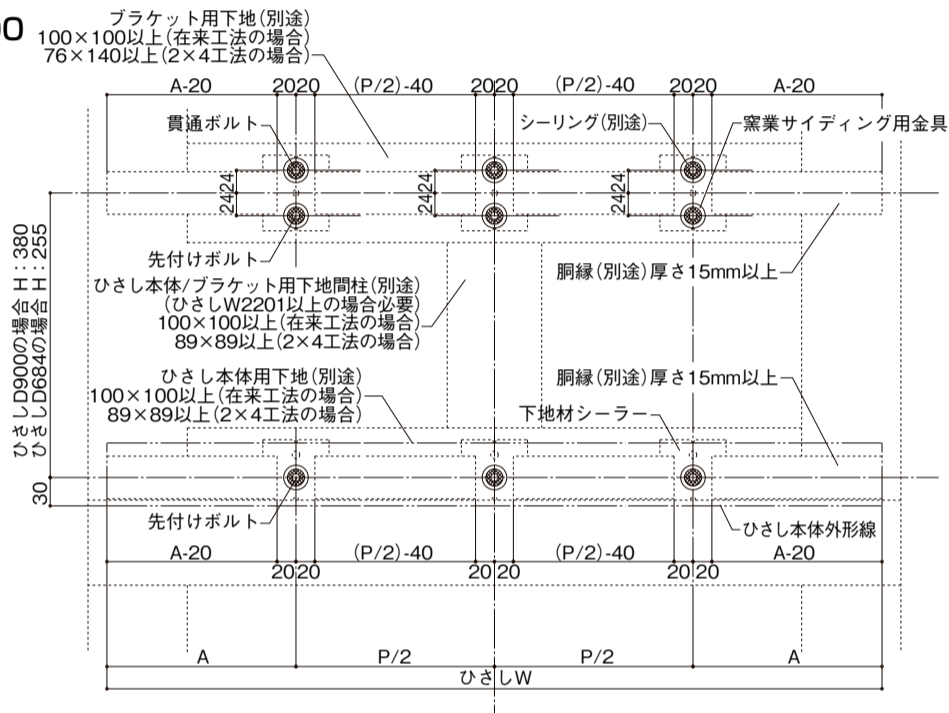 00
ブラケット用下地(別途)
100×100以上(在来工法の場合)
76×140以上(2×4工法の場合)
A-20 2020 (P/2)-40 2020 (P/2)-40 2020 A-20
貫通ボルト
シーリング(別途)
窯業サイディング用金具
2424
2424
2424
先付けボルト
胴縁(別途)厚さ15mm以上
ひさし本体/ブラケット用下地間柱(別途)
(ひさしW2201以上の場合必要)
100×100以上(在来工法の場合)
89×89以上(2×4工法の場合)
ひさしD900の場合 H:380
ひさしD684の場合 H:255
ひさし本体用下地(別途)
100×100以上(在来工法の場合)
89×89以上(2×4工法の場合)
胴縁(別途)厚さ15mm以上
下地材シーラー
30
先付けボルト
ひさし本体外形線
A-20 (P/2)-40 (P/2)-40 A-20
2020 2020 2020
A P/2 P/2 A
ひさしW